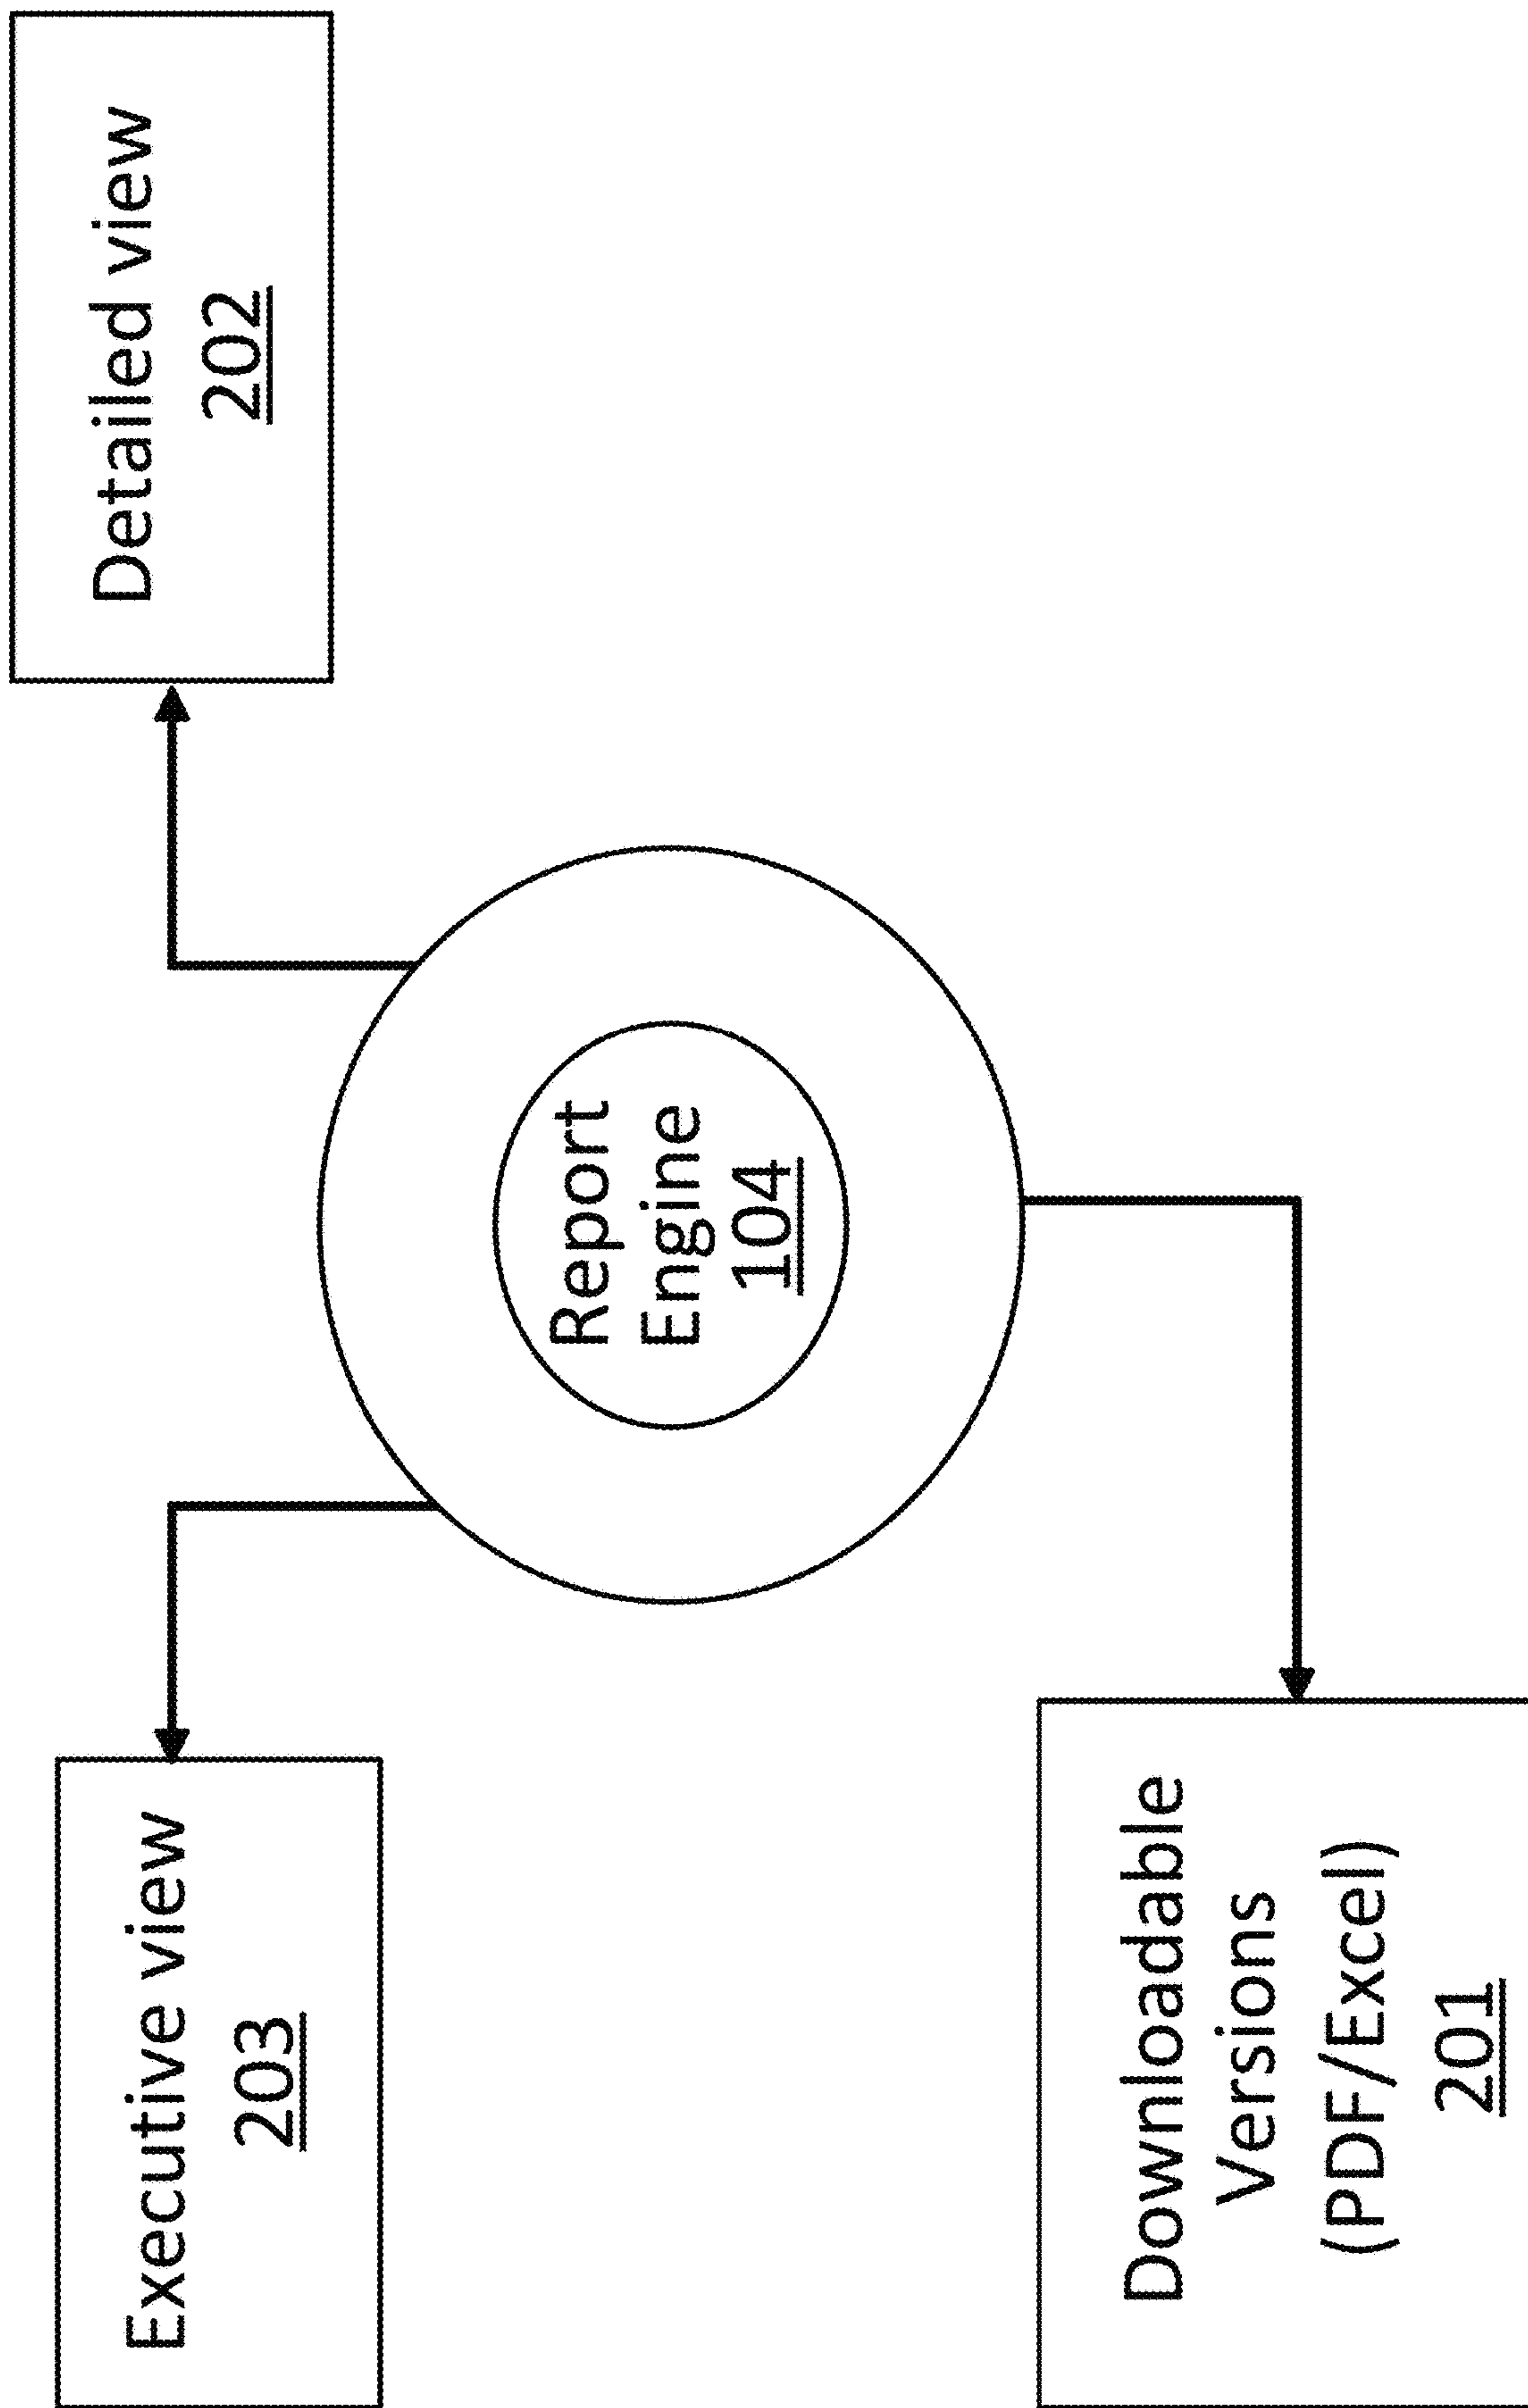 Executive view
203
Detailed view
202
Report
Engine
104
Downloadable
Versions
(PDF/Excel)
201